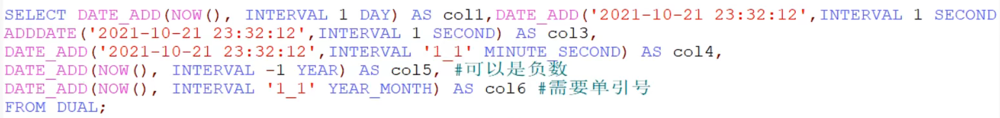 SELECT DATE_ADD(NOW(), INTERVAL 1 DAY) AS col1,DATE_ADD('2021-10-21 23:32:12',INTERVAL 1 SECOND
ADDDATE('2021-10-21 23:32:12',INTERVAL 1 SECOND) AS col3,
DATE_ADD('2021-10-21 23:32:12',INTERVAL '1_1' MINUTE_SECOND) AS col4,
DATE_ADD(NOW(), INTERVAL -1 YEAR) AS col5, #可以是负数
DATE_ADD(NOW(), INTERVAL '1_1' YEAR_MONTH) AS col6 #需要单引号
FROM DUAL;